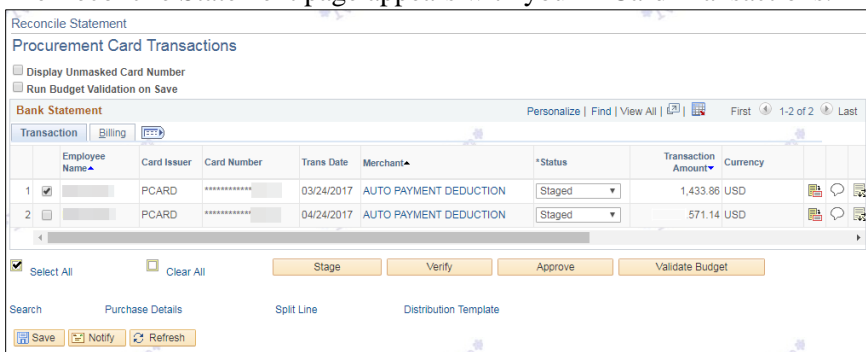 Reconcile Statement
Procurement Card Transactions
Display Unmasked Card Number
Run Budget Validation on Save
Bank Statement Personalize | Find | View All | First 1-2 of 2 Last
Transaction Billing
Employee Name Card Issuer Card Number Trans Date Merchant *Status Transaction Amount Currency
1 PCARD ************ 03/24/2017 AUTO PAYMENT DEDUCTION Staged 1,433.86 USD
2 PCARD ************ 04/24/2017 AUTO PAYMENT DEDUCTION Staged 571.14 USD
Select All Clear All Stage Verify Approve Validate Budget
Search Purchase Details Split Line Distribution Template
Save Notify Refresh